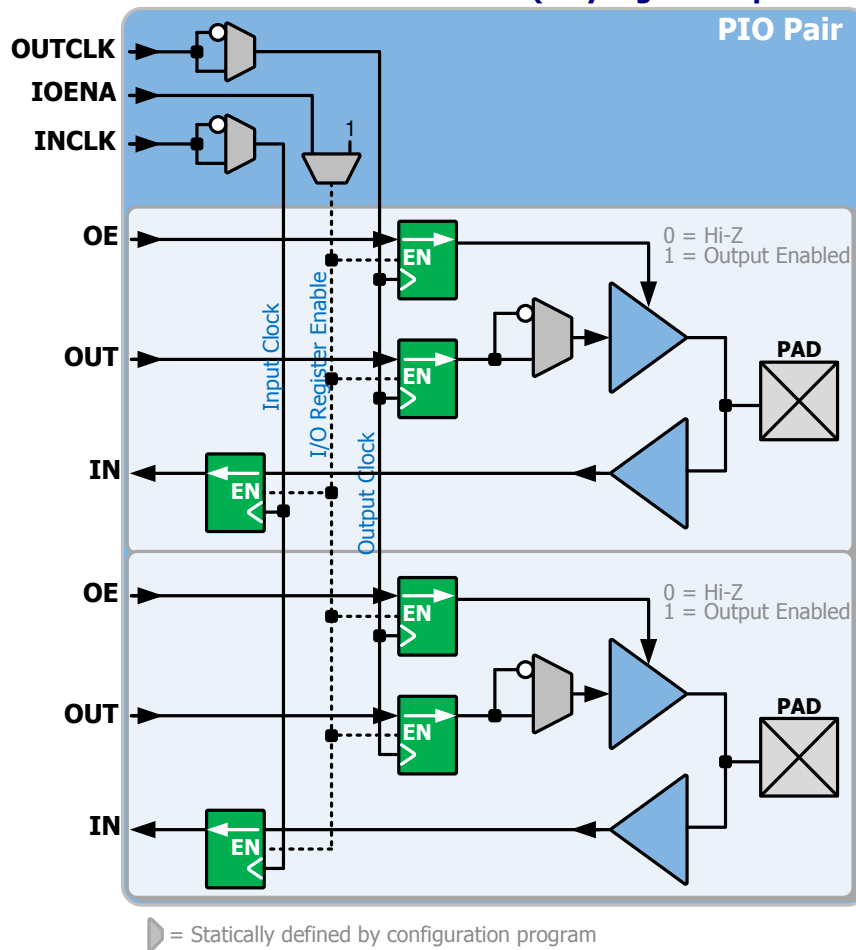 PIO Pair
OUTCLK
IOENA
INCLK
1
OE
0 = Hi-Z
1 = Output Enabled
EN
OUT
EN
PAD
Input Clock
I/O Register Enable
Output Clock
IN
EN
OE
0 = Hi-Z
1 = Output Enabled
EN
OUT
EN
PAD
IN
EN
= Statically defined by configuration program